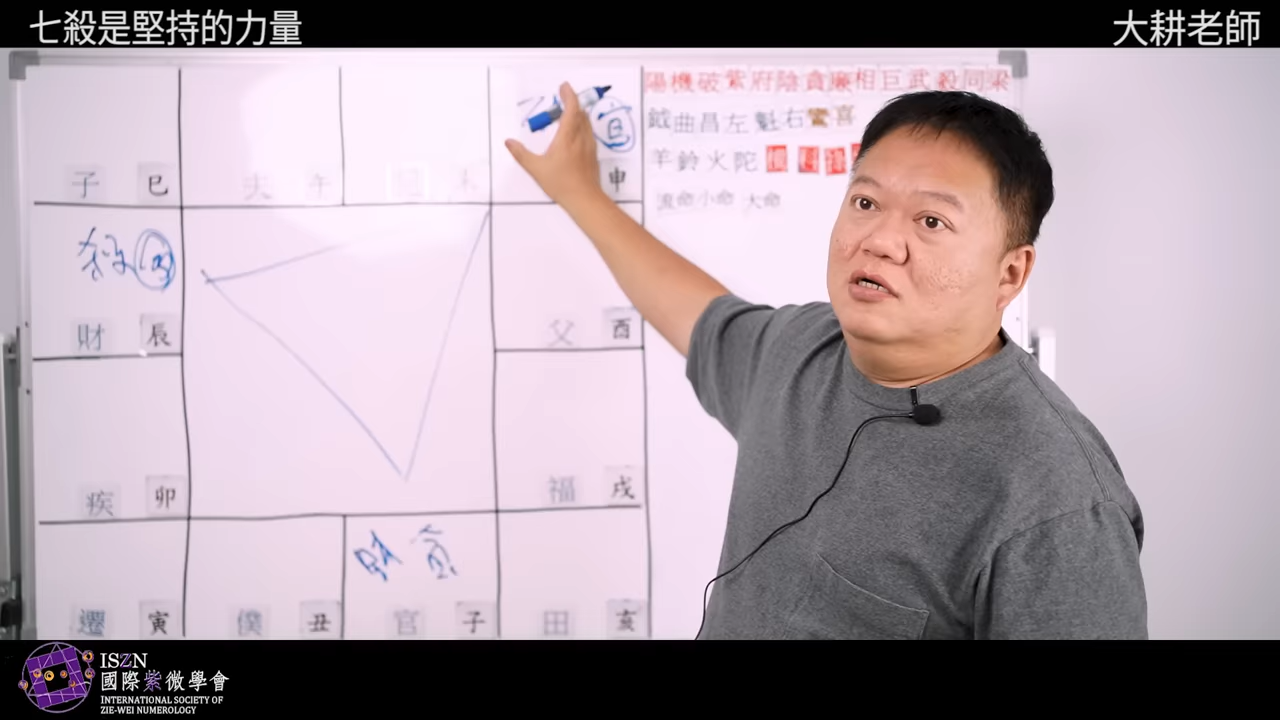 七殺是堅持的力量
大耕老師
陽機破紫府陰貪廉相巨武殺同梁
鉞曲昌左魁右鸞喜
羊鈴火陀
流命小命 大命
子 巳
夫 午
未
申
殺
財 辰
父 酉
疾 卯
福 戌
貪
遷 寅
僕 丑
官 子
田 亥
ISZN
國際紫微學會
INTERNATIONAL SOCIETY OF
ZIE-WEI NUMEROLOGY